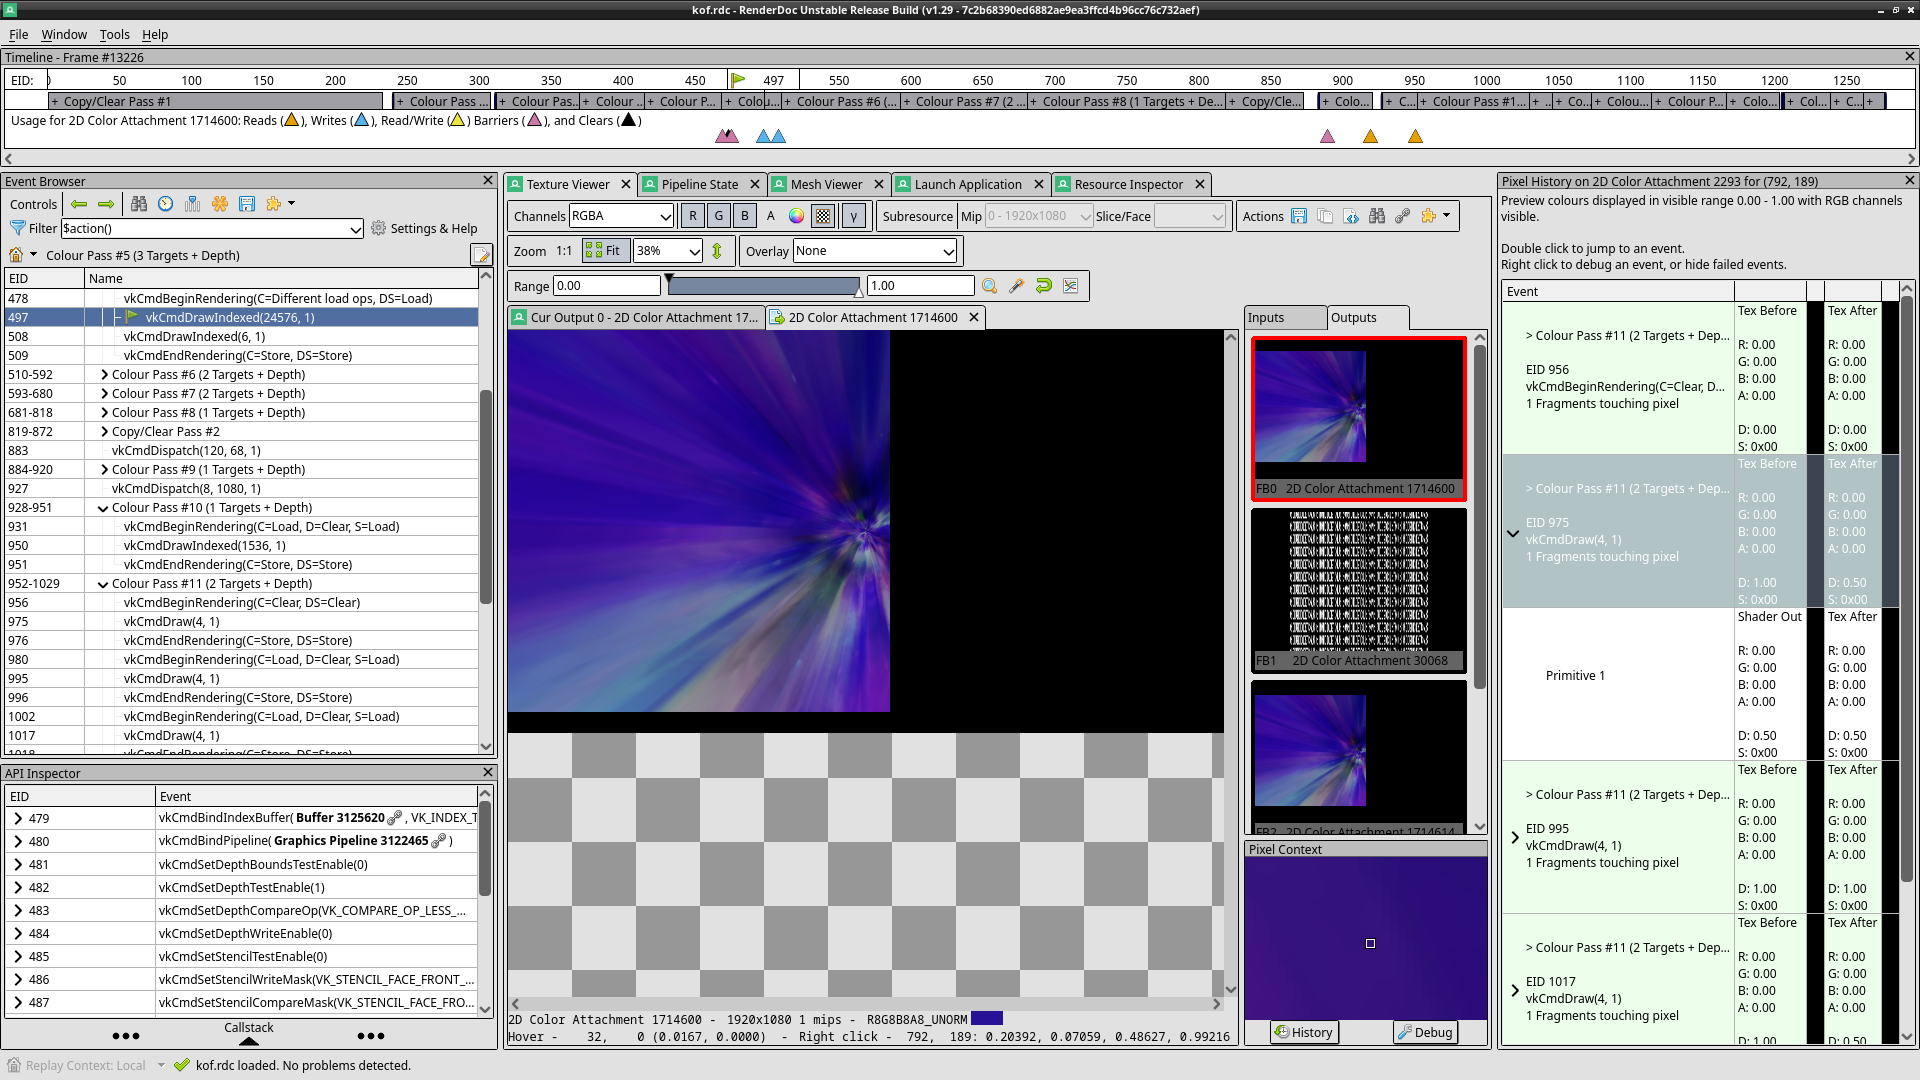 kof.rdc - RenderDoc Unstable Release Build (v1.29 - 7c2b68390ed6882ae9ea3ffcd4b96cc76c732aef)
File Window Tools Help
Timeline - Frame #13226
EID: 50 100 150 200 250 300 350 400 450 497 550 600 650 700 750 800 850 900 950 1000 1050 1100 1150 1200 1250
+ Copy/Clear Pass #1 + Colour Pass ... + Colour Pas... + Colour ... + Colour P... + Colou... + Colour Pass #6 (... + Colour Pass #7 (2 ... + Colour Pass #8 (1 Targets + De... + Copy/Cle... + Colo... + C... + Colour Pass #1... + .. + Co... + Colou... + Colour P... + Colo... + Col... + C... +
Usage for 2D Color Attachment 1714600: Reads ( ), Writes ( ), Read/Write ( ) Barriers ( ), and Clears ( )
Event Browser
Controls
Filter $action() Settings & Help
Colour Pass #5 (3 Targets + Depth)
EID Name
478 vkCmdBeginRendering(C=Different load ops, DS=Load)
497 vkCmdDrawIndexed(24576, 1)
508 vkCmdDrawIndexed(6, 1)
509 vkCmdEndRendering(C=Store, DS=Store)
510-592 Colour Pass #6 (2 Targets + Depth)
593-680 Colour Pass #7 (2 Targets + Depth)
681-818 Colour Pass #8 (1 Targets + Depth)
819-872 Copy/Clear Pass #2
883 vkCmdDispatch(120, 68, 1)
884-920 Colour Pass #9 (1 Targets + Depth)
927 vkCmdDispatch(8, 1080, 1)
928-951 Colour Pass #10 (1 Targets + Depth)
931 vkCmdBeginRendering(C=Load, D=Clear, S=Load)
950 vkCmdDrawIndexed(1536, 1)
951 vkCmdEndRendering(C=Store, DS=Store)
952-1029 Colour Pass #11 (2 Targets + Depth)
956 vkCmdBeginRendering(C=Clear, DS=Clear)
975 vkCmdDraw(4, 1)
976 vkCmdEndRendering(C=Store, DS=Store)
980 vkCmdBeginRendering(C=Load, D=Clear, S=Load)
995 vkCmdDraw(4, 1)
996 vkCmdEndRendering(C=Store, DS=Store)
1002 vkCmdBeginRendering(C=Load, D=Clear, S=Load)
1017 vkCmdDraw(4, 1)
1018 vkCmdEndRendering(C=Store, DS=Store)
API Inspector
EID Event
479 vkCmdBindIndexBuffer( Buffer 3125620 , VK_INDEX_T
480 vkCmdBindPipeline( Graphics Pipeline 3122465 )
481 vkCmdSetDepthBoundsTestEnable(0)
482 vkCmdSetDepthTestEnable(1)
483 vkCmdSetDepthCompareOp(VK_COMPARE_OP_LESS_...
484 vkCmdSetDepthWriteEnable(0)
485 vkCmdSetStencilTestEnable(0)
486 vkCmdSetStencilWriteMask(VK_STENCIL_FACE_FRONT_...
487 vkCmdSetStencilCompareMask(VK_STENCIL_FACE_FRO...
Callstack
Replay Context: Local kof.rdc loaded. No problems detected.
Texture Viewer Pipeline State Mesh Viewer Launch Application Resource Inspector
Channels RGBA R G B A γ Subresource Mip 0 - 1920x1080 Slice/Face Actions
Zoom 1:1 Fit 38% Overlay None
Range 0.00 1.00
Cur Output 0 - 2D Color Attachment 17... 2D Color Attachment 1714600
Inputs Outputs
FB0 2D Color Attachment 1714600
FB1 2D Color Attachment 30068
FB2 2D Color Attachment 1714614
Pixel Context
History Debug
2D Color Attachment 1714600 - 1920x1080 1 mips - R8G8B8A8_UNORM
Hover - 32, 0 (0.0167, 0.0000) - Right click - 792, 189: 0.20392, 0.07059, 0.48627, 0.99216
Pixel History on 2D Color Attachment 2293 for (792, 189)
Preview colours displayed in visible range 0.00 - 1.00 with RGB channels
visible.
Double click to jump to an event.
Right click to debug an event, or hide failed events.
Event
Tex Before Tex After
> Colour Pass #11 (2 Targets + Dep...
R: 0.00 R: 0.00
G: 0.00 G: 0.00
EID 956
B: 0.00 B: 0.00
vkCmdBeginRendering(C=Clear, D...
A: 0.00 A: 0.00
1 Fragments touching pixel
D: 0.00 D: 0.00
S: 0x00 S: 0x00
Tex Before Tex After
> Colour Pass #11 (2 Targets + Dep...
R: 0.00 R: 0.00
G: 0.00 G: 0.00
EID 975
B: 0.00 B: 0.00
vkCmdDraw(4, 1)
A: 0.00 A: 0.00
1 Fragments touching pixel
D: 1.00 D: 0.50
S: 0x00 S: 0x00
Shader Out Tex After
R: 0.00 R: 0.00
G: 0.00 G: 0.00
Primitive 1
B: 0.00 B: 0.00
A: 0.00 A: 0.00
D: 0.50 D: 0.50
S: 0x00 S: 0x00
Tex Before Tex After
> Colour Pass #11 (2 Targets + Dep...
R: 0.00 R: 0.00
G: 0.00 G: 0.00
EID 995
B: 0.00 B: 0.00
vkCmdDraw(4, 1)
A: 0.00 A: 0.00
1 Fragments touching pixel
D: 1.00 D: 1.00
S: 0x00 S: 0x00
Tex Before Tex After
> Colour Pass #11 (2 Targets + Dep...
R: 0.00 R: 0.00
G: 0.00 G: 0.00
EID 1017
B: 0.00 B: 0.00
vkCmdDraw(4, 1)
A: 0.00 A: 0.00
1 Fragments touching pixel
D: 1.00 D: 0.50